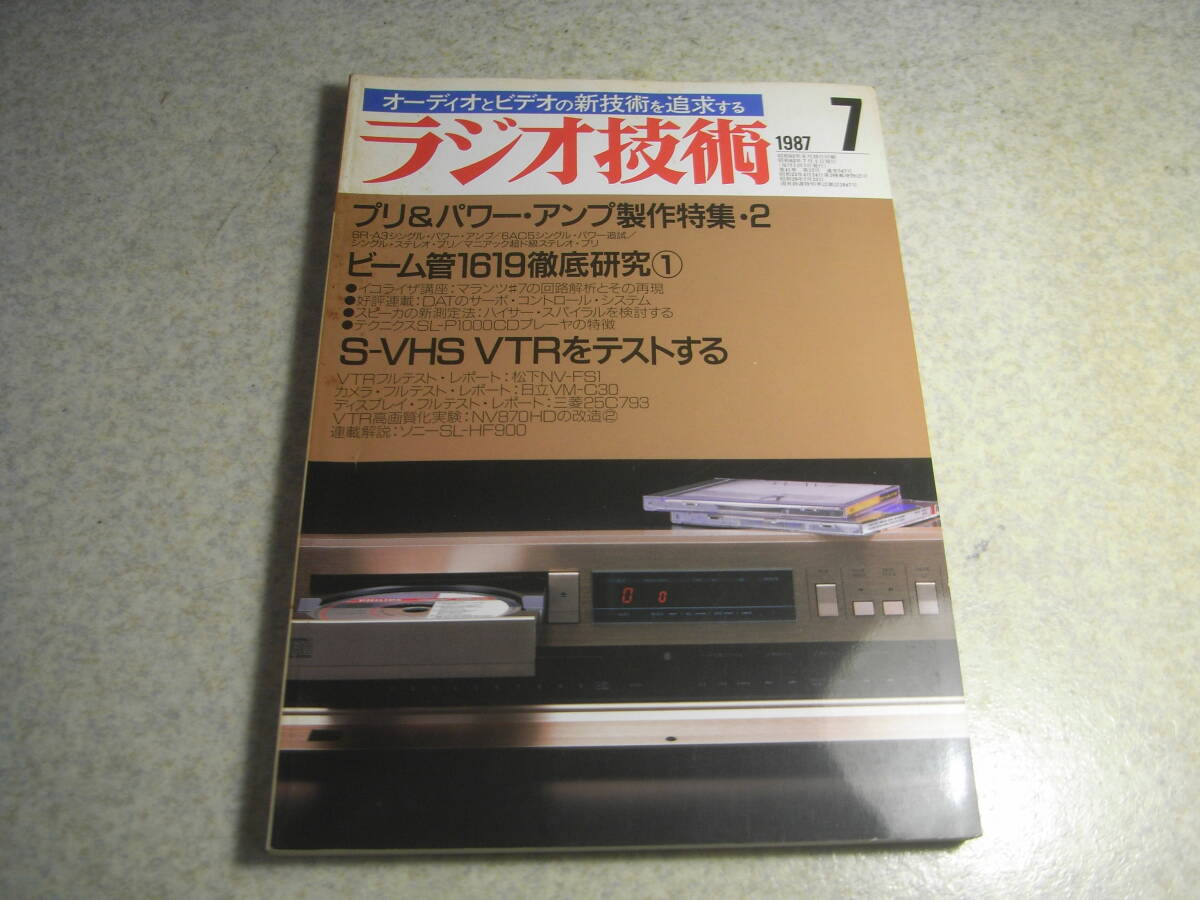 オーディオとビデオの新技術を追求する
ラジオ技術
1987
7
プリ&パワー・アンプ製作特集・2
6R-A3シングル・パワー・アンプ/6AC5シングル・パワー追試/
シングル・ステレオ・プリ/マニアック超ド級ステレオ・プリ
ビーム管1619徹底研究①
●イコライザ講座:マランツ#7の回路解析とその再現
●好評連載:DATのサーボ・コントロール・システム
●スピーカの新測定法:ハイサー・スパイラルを検討する
●テクニクスSL-P1000CDプレーヤの特徴
S-VHS VTRをテストする
VTRフルテスト・レポート:松下NV-FS1
カメラ・フルテスト・レポート:日立VM-C30
ディスプレイ・フルテスト・レポート:三菱25C793
VTR高画質化実験:NV870HDの改造②
連載解説:ソニーSL-HF900
PHILIPS
0 0